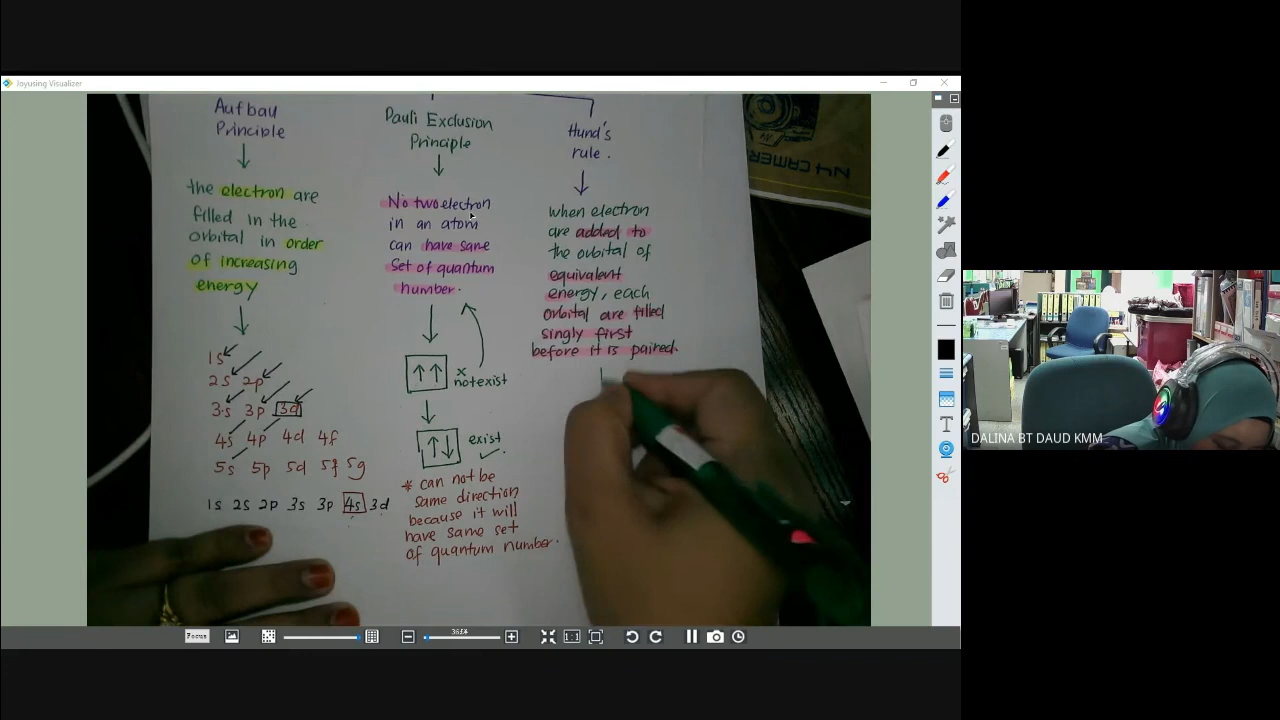 Joyusing Visualizer
Aufbau
Principle
the electron are
filled in the
orbital in order
of increasing
energy
1s
2s 2p
3s 3p 3d
4s 4p 4d 4f
5s 5p 5d 5f 5g
1s 2s 2p 3s 3p 4s 3d
Pauli Exclusion
Principle
No two electron
in an atom
can have same
set of quantum
number.
↑↑ × not exist
↑↓ exist ✓.
* can not be
same direction
because it will
have same set
of quantum number.
Hund's
rule.
when electron
are added to
the orbital of
equivalent
energy, each
orbital are filled
singly first
before it is paired.
NY CAMER
DALINA BT DAUD KMM
T
Focus
1:1